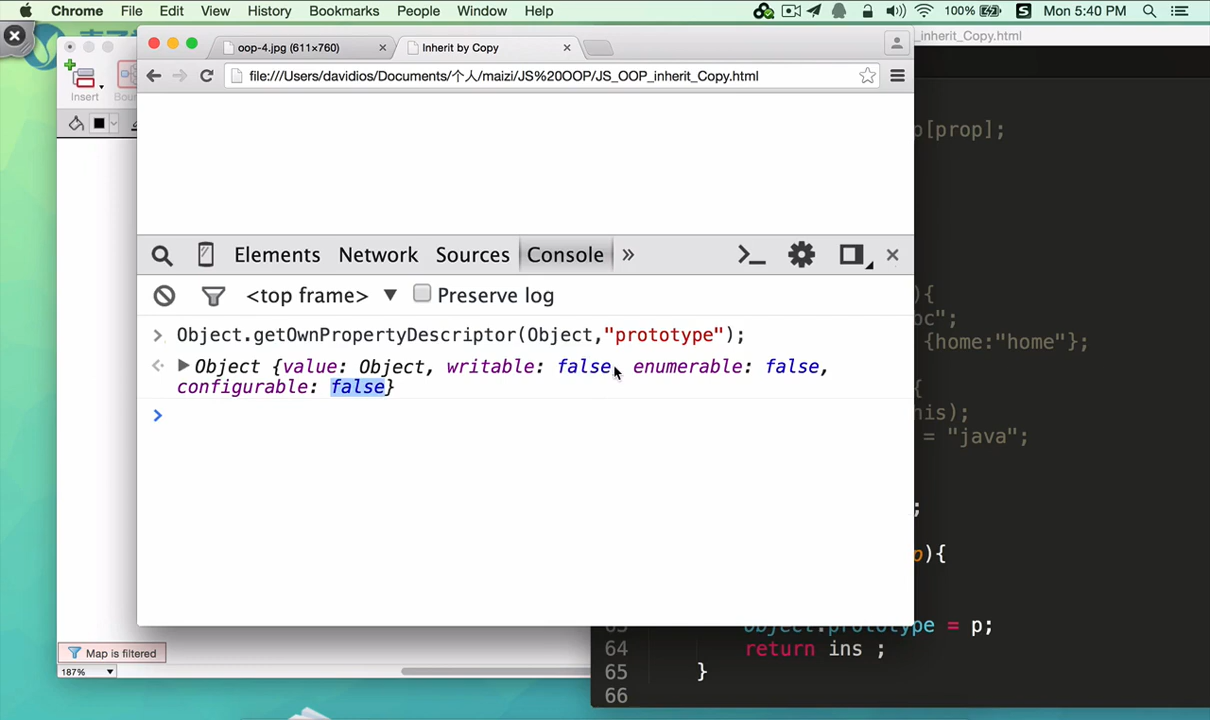 Chrome File Edit View History Bookmarks People Window Help 100% Mon 5:40 PM
_inherit_Copy.html
oop-4.jpg (611×760) Inherit by Copy
file:///Users/davidios/Documents/个人/maizi/JS%20OOP/JS_OOP_inherit_Copy.html
Insert
[prop];
Elements Network Sources Console »
<top frame> Preserve log
){
";
{home:"home"};
Object.getOwnPropertyDescriptor(Object,"prototype");
Object {value: Object, writable: false, enumerable: false,
configurable: false}
{
);
= "java";
;
){
object.prototype = p;
64 return ins ;
65 }
66
Map is filtered
187%